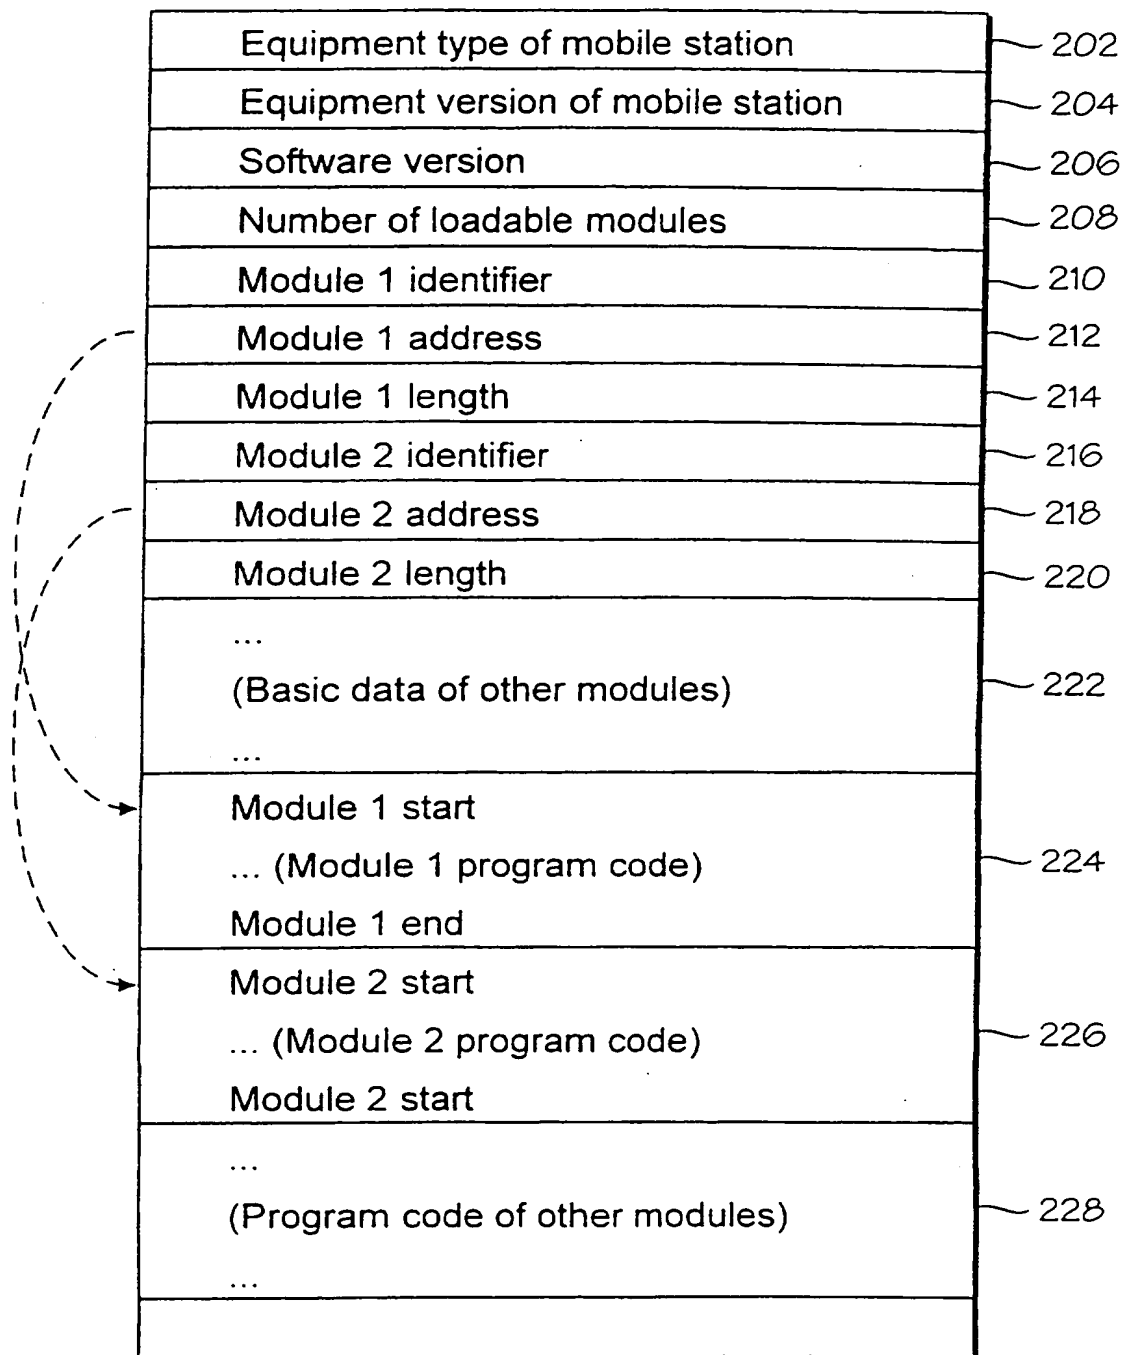 Equipment type of mobile station 202
Equipment version of mobile station 204
Software version 206
Number of loadable modules 208
Module 1 identifier 210
Module 1 address 212
Module 1 length 214
Module 2 identifier 216
Module 2 address 218
Module 2 length 220
...
(Basic data of other modules) 222
...
Module 1 start
... (Module 1 program code) 224
Module 1 end
Module 2 start
... (Module 2 program code) 226
Module 2 start
...
(Program code of other modules) 228
...